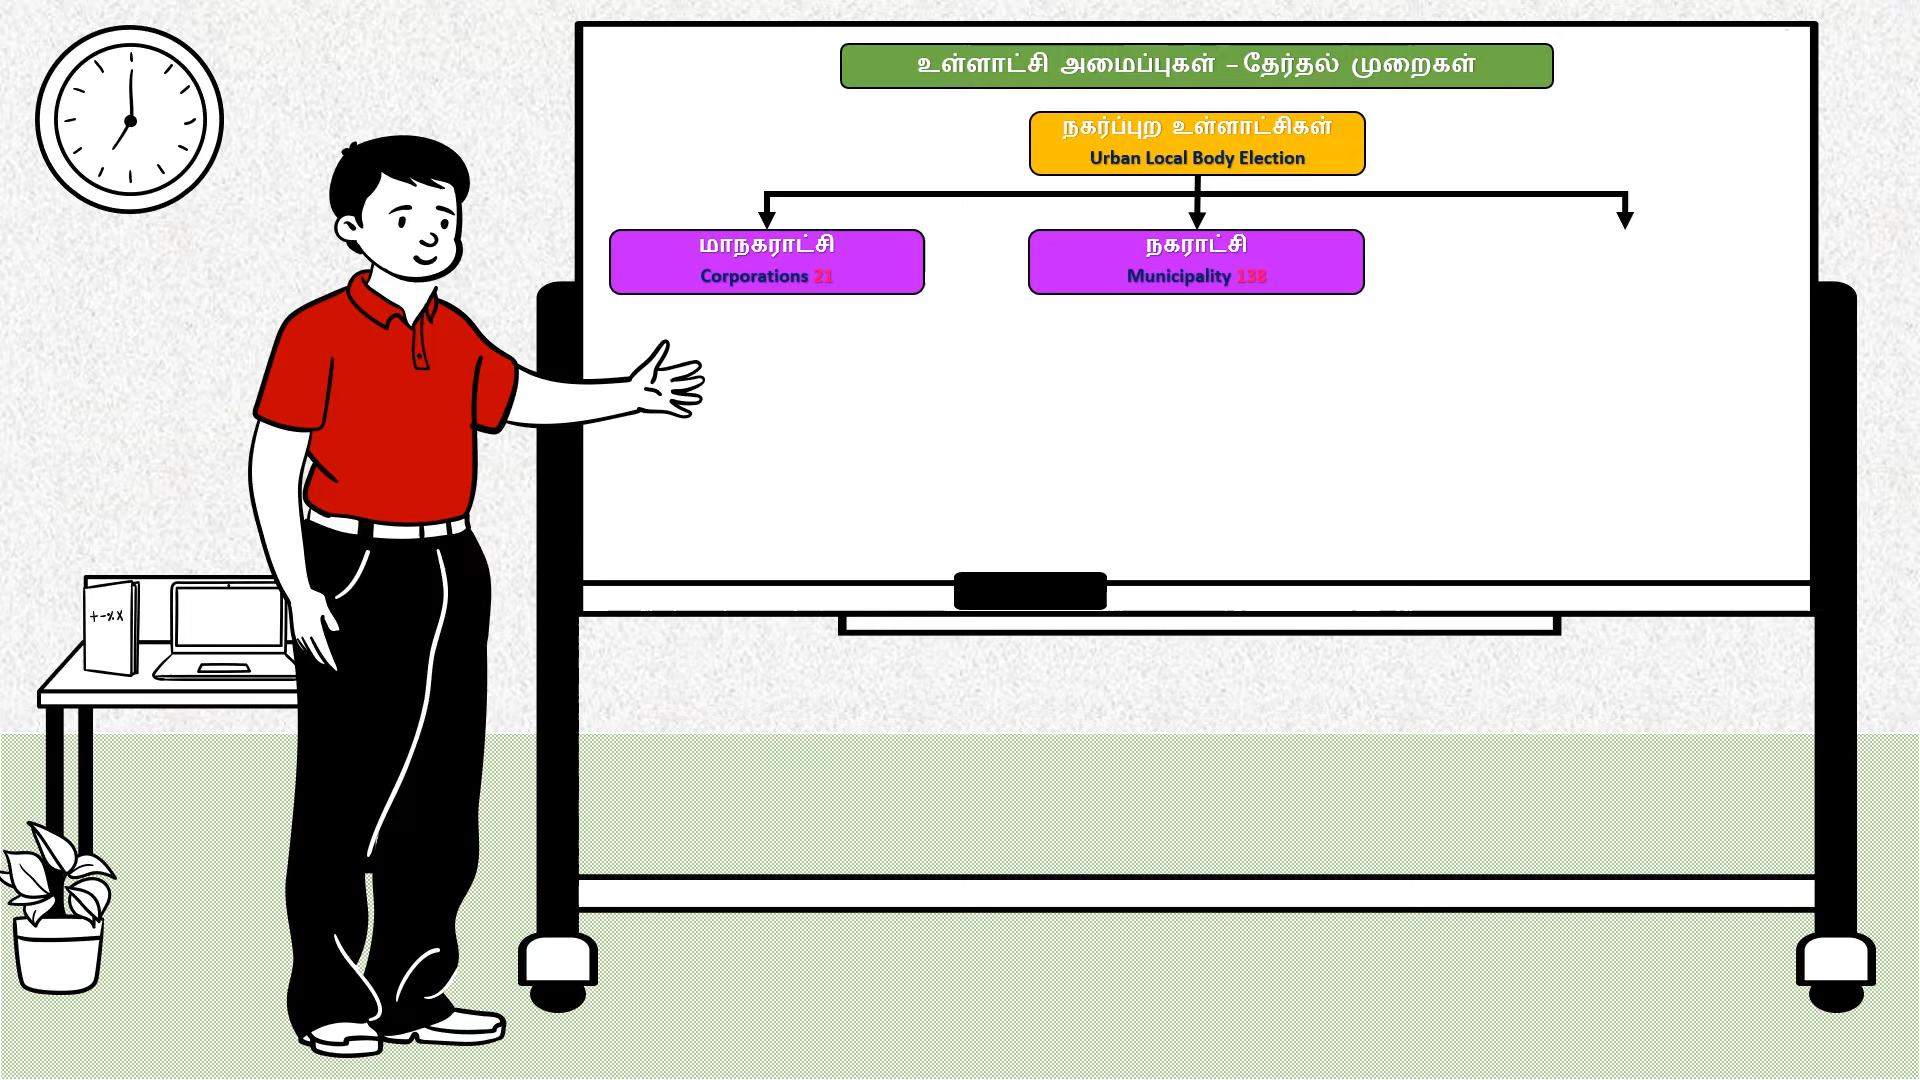 உள்ளாட்சி அமைப்புகள் – தேர்தல் முறைகள்
நகர்ப்புற உள்ளாட்சிகள்
Urban Local Body Election
மாநகராட்சி
Corporations 21
நகராட்சி
Municipality 138
+-%X